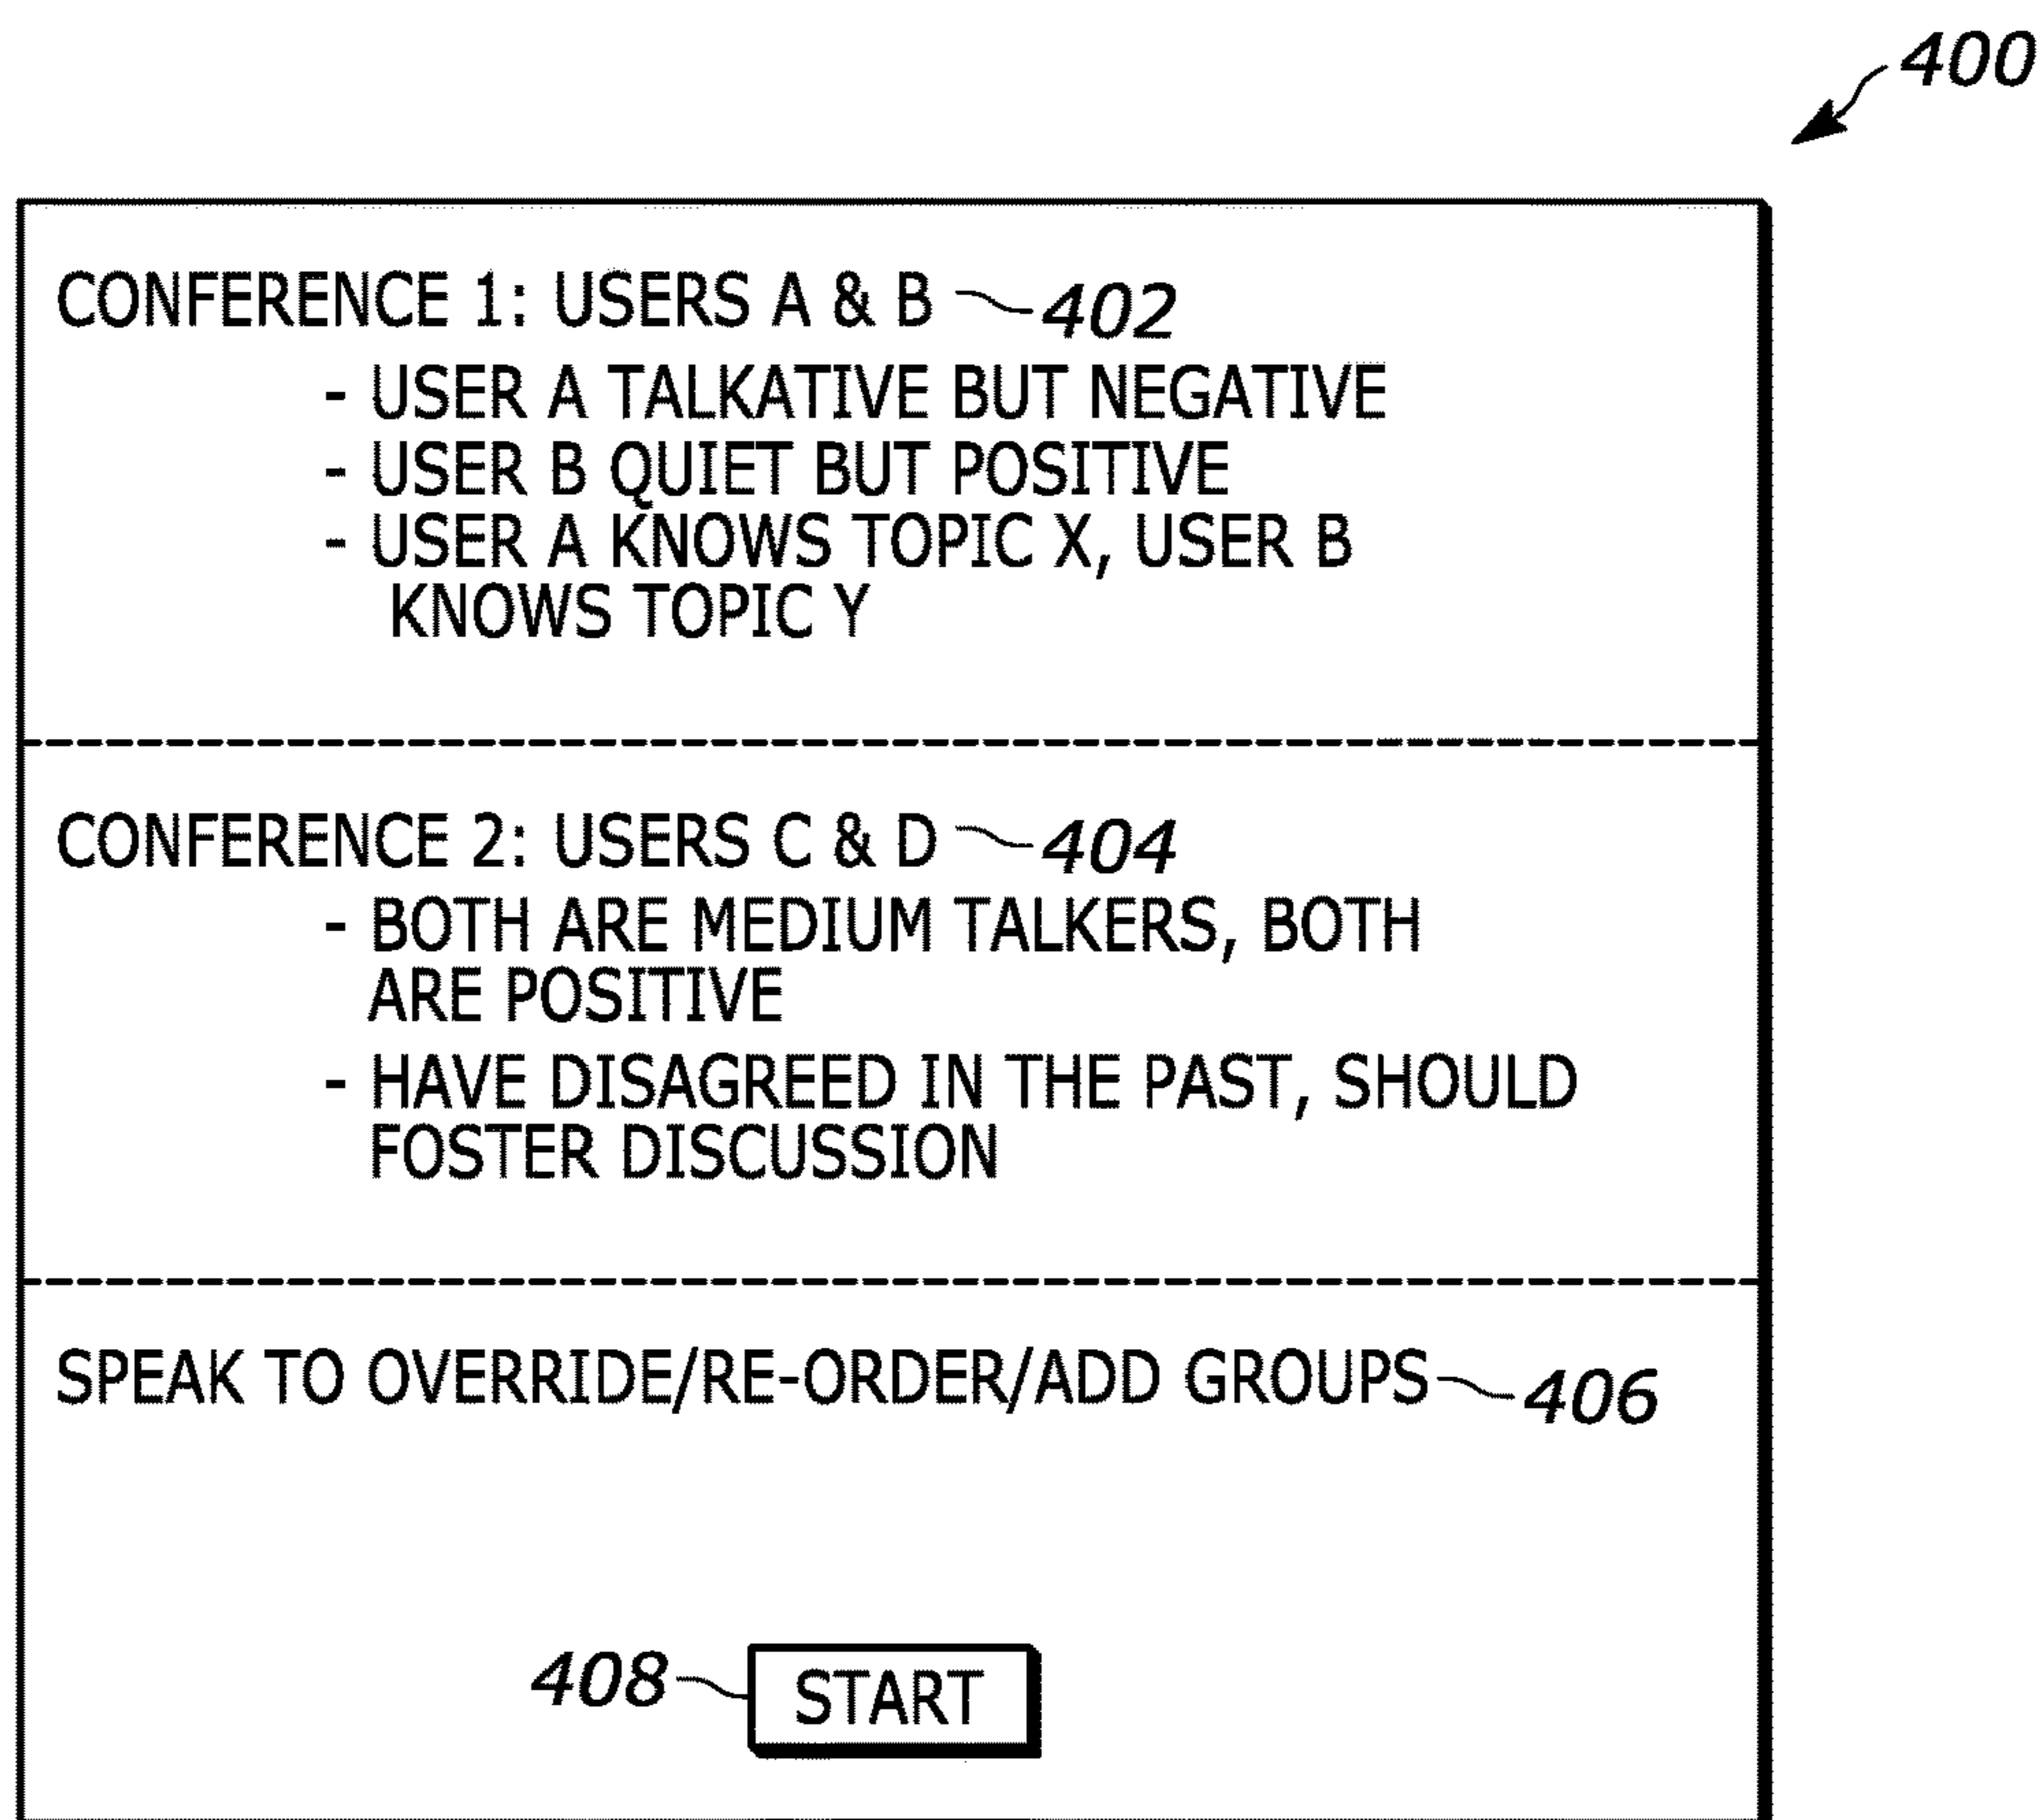 400
CONFERENCE 1: USERS A & B 402
- USER A TALKATIVE BUT NEGATIVE
- USER B QUIET BUT POSITIVE
- USER A KNOWS TOPIC X, USER B
KNOWS TOPIC Y
CONFERENCE 2: USERS C & D 404
- BOTH ARE MEDIUM TALKERS, BOTH
ARE POSITIVE
- HAVE DISAGREED IN THE PAST, SHOULD
FOSTER DISCUSSION
SPEAK TO OVERRIDE/RE-ORDER/ADD GROUPS 406
408 START